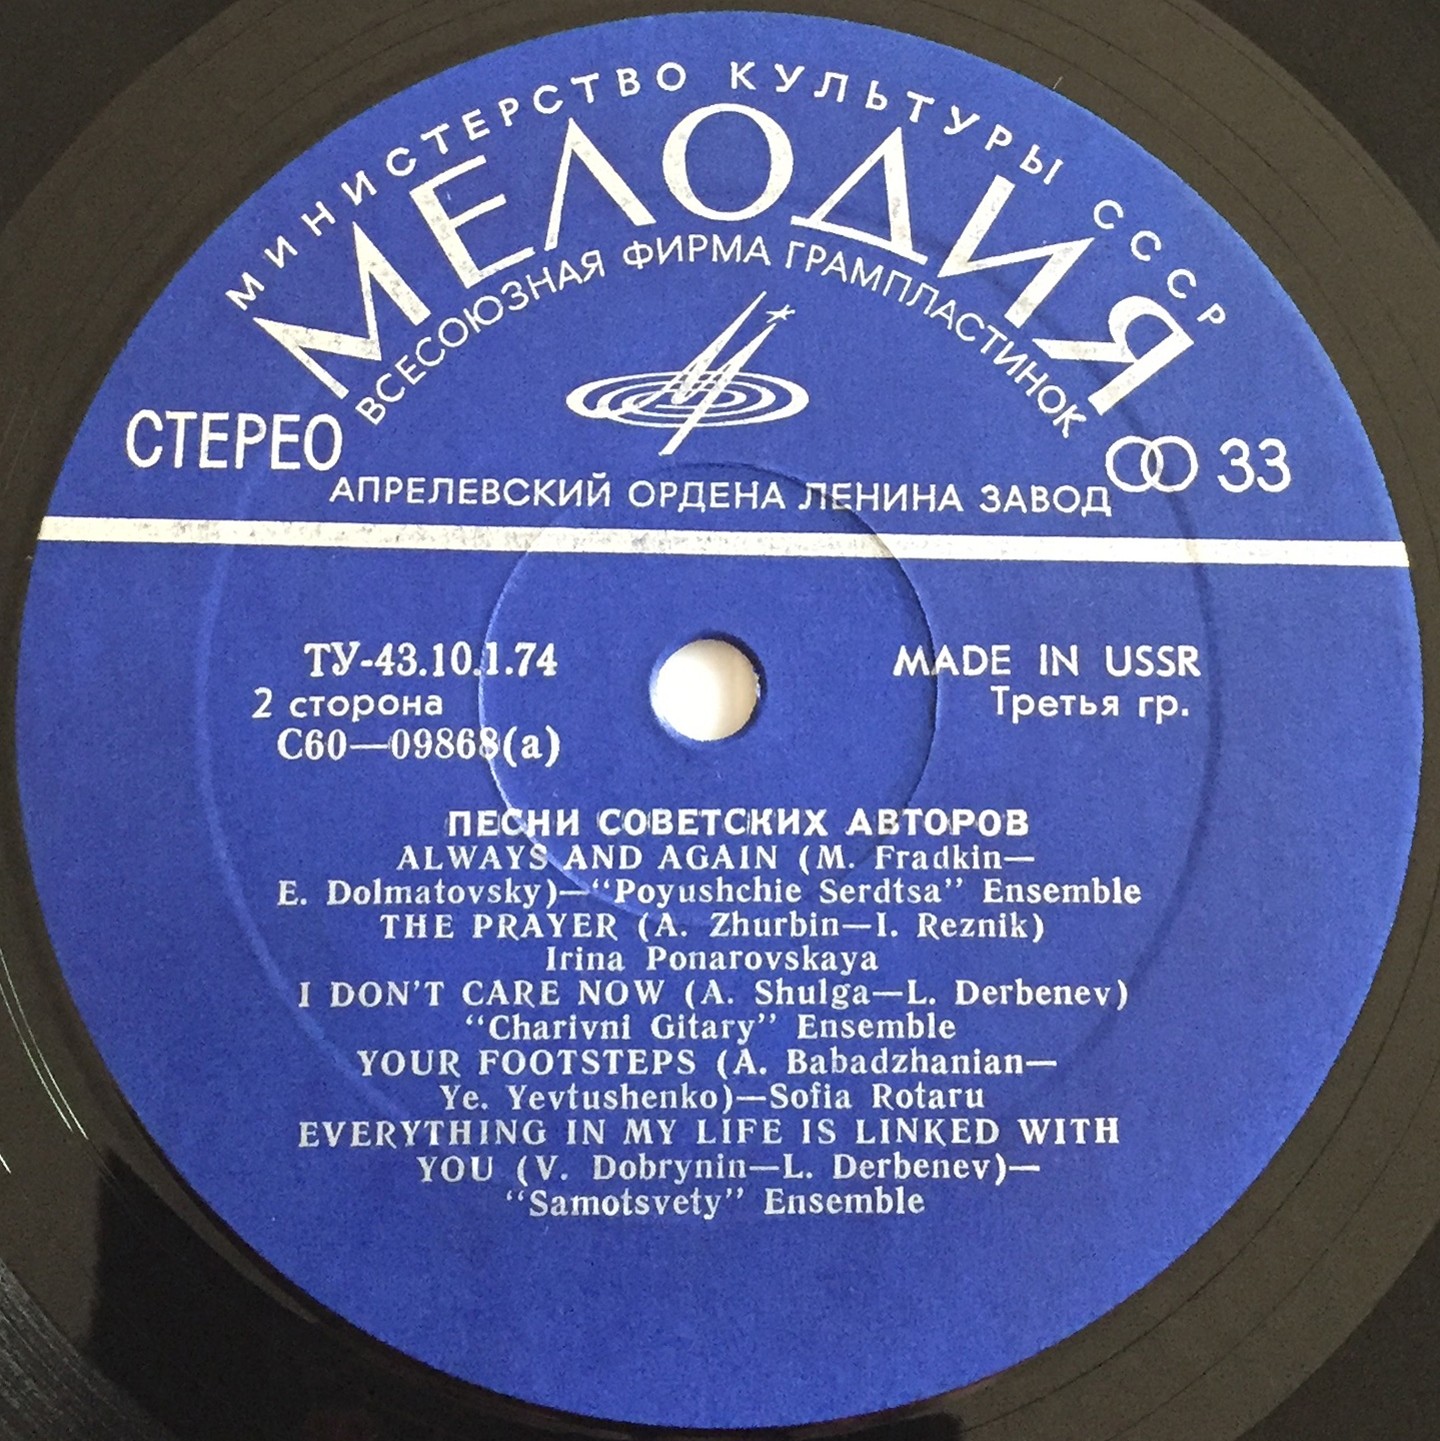 МИНИСТЕРСТВО КУЛЬТУРЫ СССР
МЕЛОДИЯ
ВСЕСОЮЗНАЯ ФИРМА ГРАМПЛАСТИНОК
СТЕРЕО
33
АПРЕЛЕВСКИЙ ОРДЕНА ЛЕНИНА ЗАВОД
ТУ-43.10.1.74
2 сторона
С60—09868(а)
MADE IN USSR
Третья гр.
ПЕСНИ СОВЕТСКИХ АВТОРОВ
ALWAYS AND AGAIN (M. Fradkin—
E. Dolmatovsky)—“Poyushchie Serdtsa” Ensemble
THE PRAYER (A. Zhurbin—I. Reznik)
Irina Ponarovskaya
I DON'T CARE NOW (A. Shulga—L. Derbenev)
“Charivni Gitary” Ensemble
YOUR FOOTSTEPS (A. Babadzhanian—
Ye. Yevtushenko)—Sofia Rotaru
EVERYTHING IN MY LIFE IS LINKED WITH
YOU (V. Dobrynin—L. Derbenev)—
“Samotsvety” Ensemble